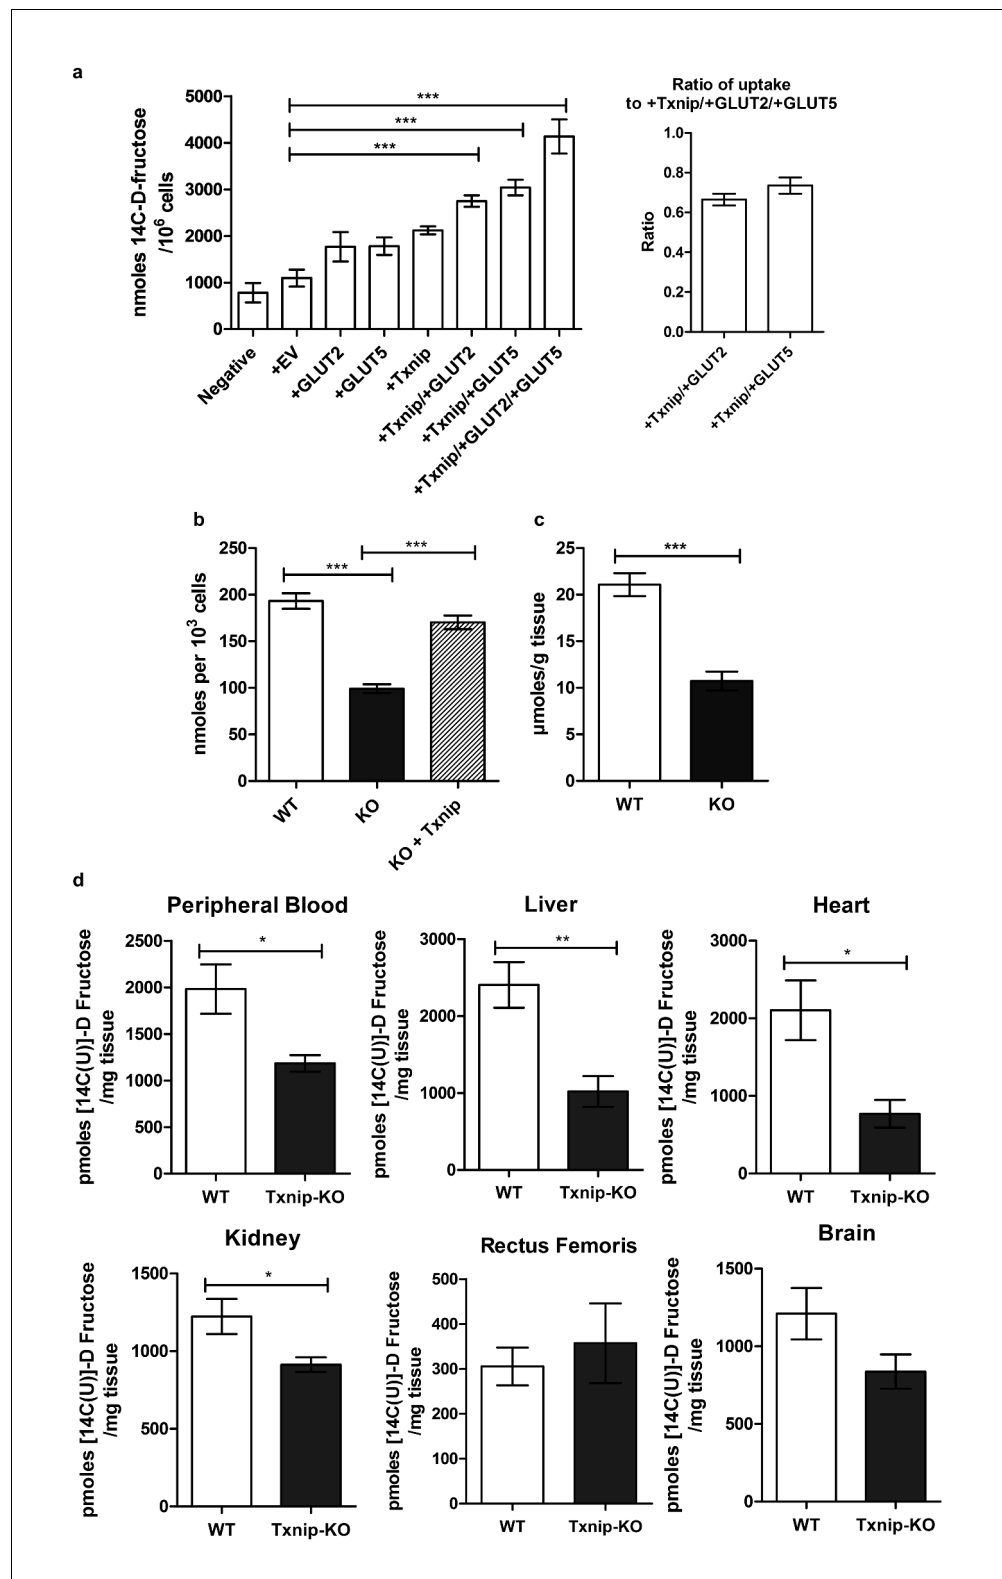 a
nmoles 14C-D-fructose
/10⁶ cells
5000
4000
3000
2000
1000
0
***
***
***
Negative
+EV
+GLUT2
+GLUT5
+Txnip
+Txnip/+GLUT2
+Txnip/+GLUT5
+Txnip/+GLUT2/+GLUT5
Ratio of uptake
to +Txnip/+GLUT2/+GLUT5
Ratio
1.0
0.8
0.6
0.4
0.2
0.0
+Txnip/+GLUT2
+Txnip/+GLUT5
b
nmoles per 10³ cells
250
200
150
100
50
0
***
***
WT
KO
KO + Txnip
c
µmoles/g tissue
25
20
15
10
5
0
***
WT
KO
d
Peripheral Blood
pmoles [14C(U)]-D Fructose
/mg tissue
2500
2000
1500
1000
500
0
*
WT
Txnip-KO
Liver
pmoles [14C(U)]-D Fructose
/mg tissue
3000
2000
1000
0
**
WT
Txnip-KO
Heart
pmoles [14C(U)]-D Fructose
/mg tissue
3000
2000
1000
0
*
WT
Txnip-KO
Kidney
pmoles [14C(U)]-D Fructose
/mg tissue
1500
1000
500
0
*
WT
Txnip-KO
Rectus Femoris
pmoles [14C(U)]-D Fructose
/mg tissue
500
400
300
200
100
0
WT
Txnip-KO
Brain
pmoles [14C(U)]-D Fructose
/mg tissue
1500
1000
500
0
WT
Txnip-KO